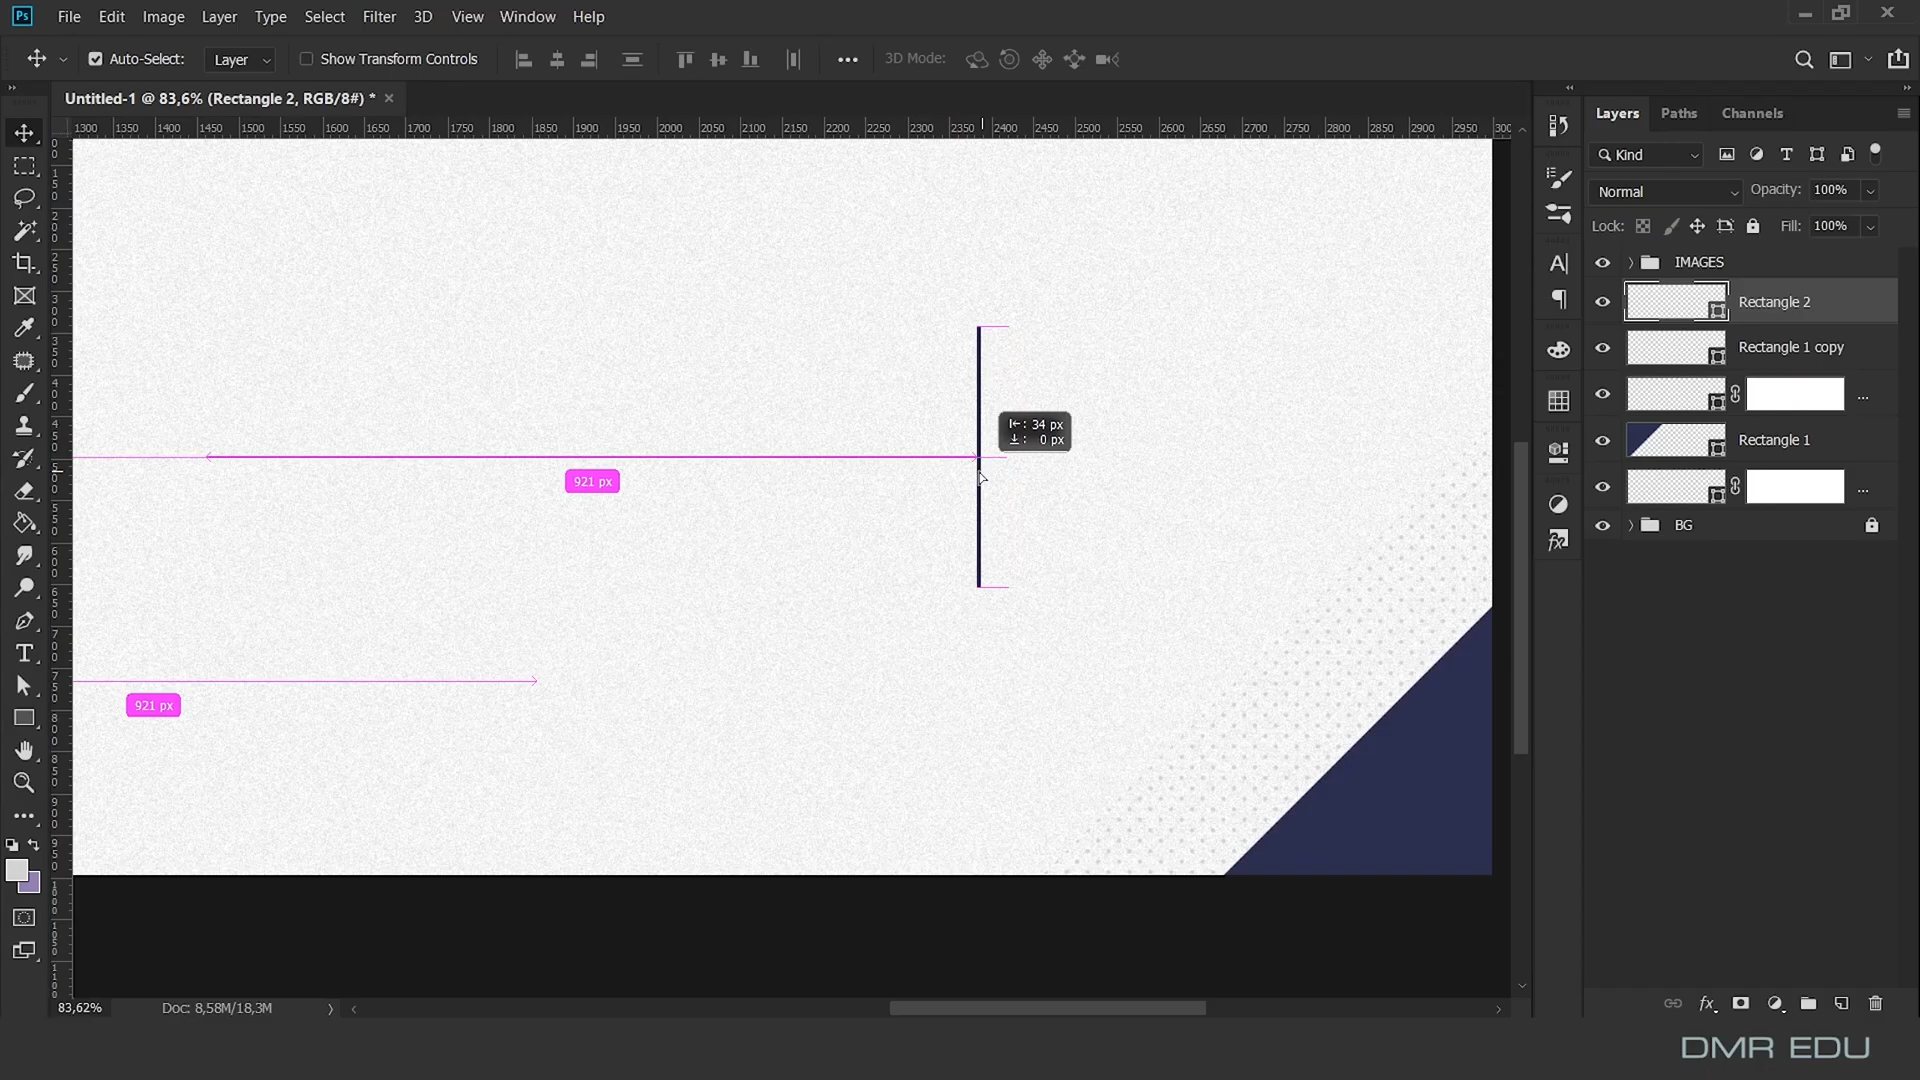 Ps File Edit Image Layer Type Select Filter 3D View Window Help
Auto-Select: Layer Show Transform Controls 3D Mode:
Untitled-1 @ 83,6% (Rectangle 2, RGB/8#) *
1300 1350 1400 1450 1500 1550 1600 1650 1700 1750 1800 1850 1900 1950 2000 2050 2100 2150 2200 2250 2300 2350 2400 2450 2500 2550 2600 2650 2700 2750 2800 2850 2900 2950 300
Layers Paths Channels
Kind
Normal Opacity: 100%
Lock: Fill: 100%
IMAGES
Rectangle 2
Rectangle 1 copy
...
Rectangle 1
...
BG
34 px
0 px
921 px
921 px
83,62% Doc: 8,58M/18,3M
DMR EDU